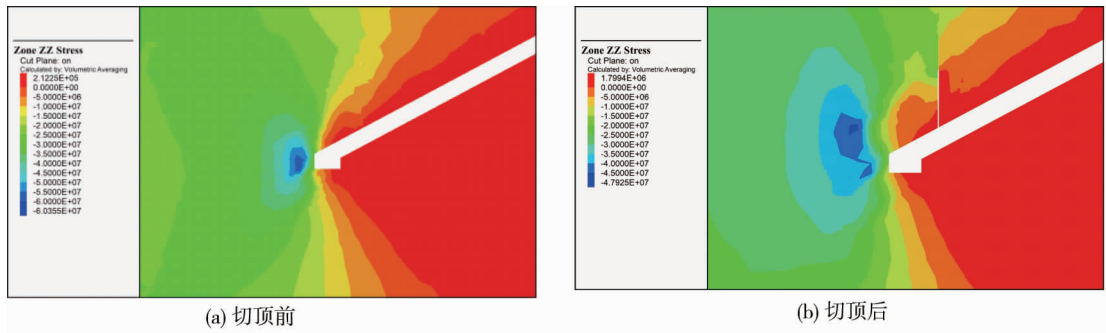 Zone ZZ Stress
Cut Plane: on
Calculated by: Volumetric Averaging
2.1225E+05
0.0000E+00
-5.0000E+06
-1.0000E+07
-1.5000E+07
-2.0000E+07
-2.5000E+07
-3.0000E+07
-3.5000E+07
-4.0000E+07
-4.5000E+07
-5.0000E+07
-5.5000E+07
-6.0000E+07
-6.0355E+07
(a) 切顶前
Zone ZZ Stress
Cut Plane: on
Calculated by: Volumetric Averaging
1.7994E+06
0.0000E+00
-5.0000E+06
-1.0000E+07
-1.5000E+07
-2.0000E+07
-2.5000E+07
-3.0000E+07
-3.5000E+07
-4.0000E+07
-4.5000E+07
-4.7925E+07
(b) 切顶后